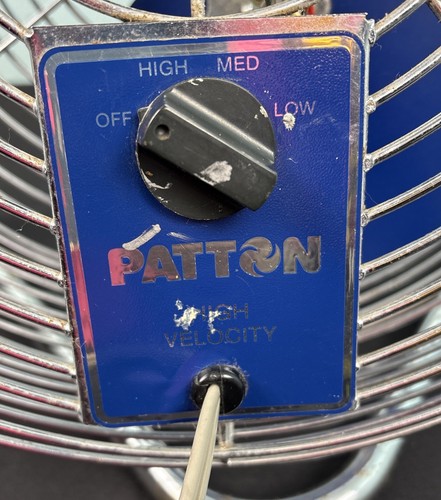 HIGH MED
OFF LOW
PATTON
HIGH
VELOCITY